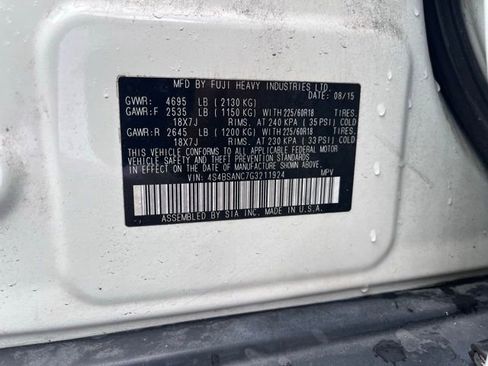 MFD BY FUJI HEAVY INDUSTRIES LTD.
DATE: 08/15
GVWR: 4695 LB (2130 KG)
GAWR:F 2535 LB (1150 KG) WITH 225/60R18 TIRES.
18X7J RIMS. AT 240 KPA (35 PSI) COLD
GAWR:R 2645 LB (1200 KG) WITH 225/60R18 TIRES.
18X7J RIMS. AT 230 KPA (33 PSI) COLD
THIS VEHICLE CONFORMS TO ALL APPLICABLE FEDERAL MOTOR
VEHICLE SAFETY AND THEFT PREVENTION STANDARDS IN
EFFECT ON THE DATE OF MANUFACTURE SHOWN ABOVE.
VIN: 4S4BSANC7G3211924 MPV
ASSEMBLED BY SIA INC. MADE IN U.S.A.